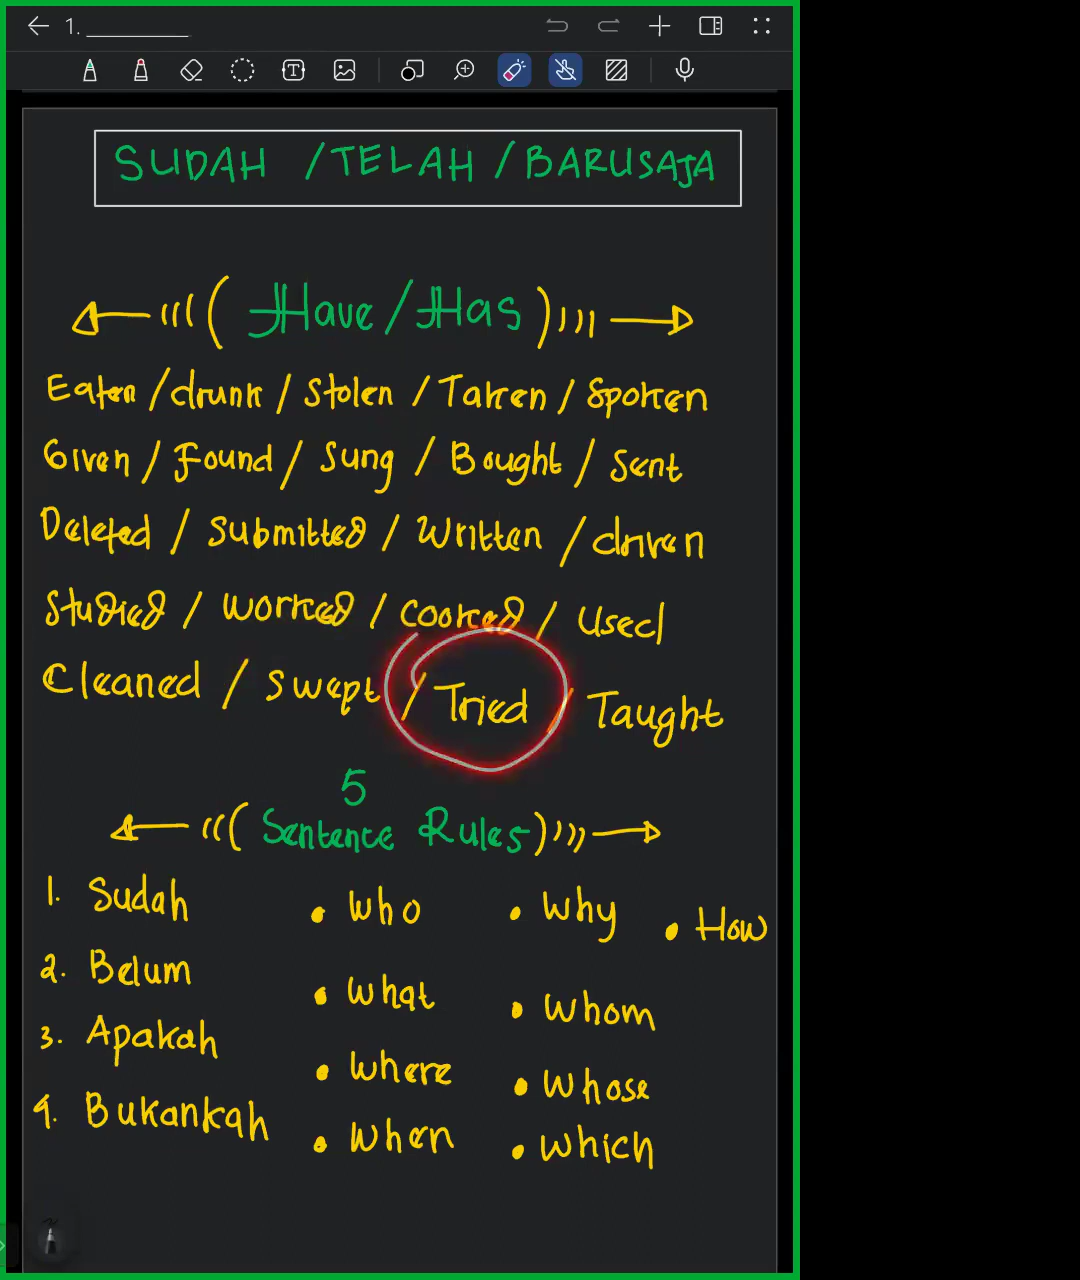 1. __________
SUDAH / TELAH / BARUSAJA
Have / Has
Eaten / drunk / Stolen / Taken / Spoken
Given / Found / Sung / Bought / Sent
Deleted / Submitted / Written / driven
Studied / Worked / Cooked / Used
Cleaned / Swept / Tried / Taught
5
Sentence Rules
1. Sudah • Who • Why • How
2. Belum • What • Whom
3. Apakah • Where • Whose
4. Bukankah • When • Which